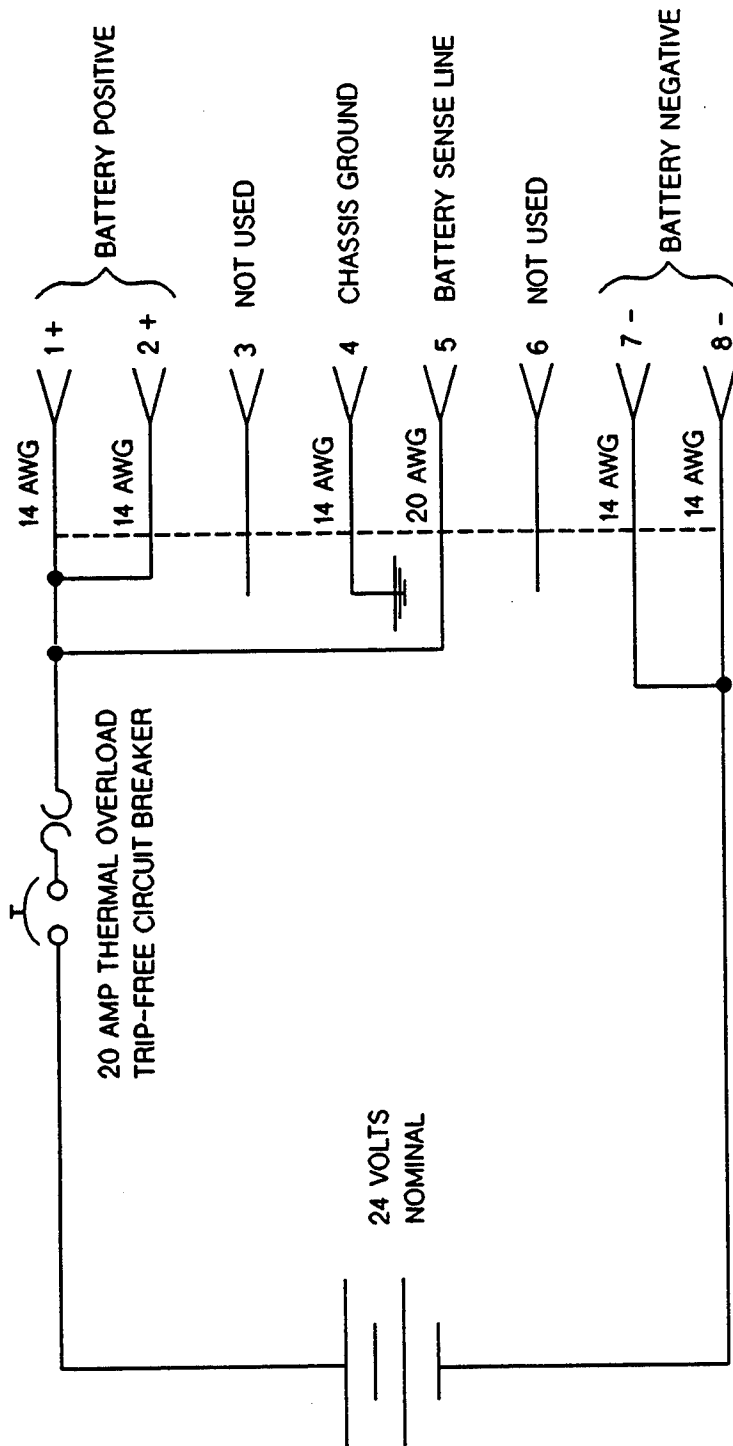 20 AMP THERMAL OVERLOAD
TRIP-FREE CIRCUIT BREAKER
24 VOLTS
NOMINAL
14 AWG
1 +
14 AWG
2 +
BATTERY POSITIVE
3
NOT USED
14 AWG
4
CHASSIS GROUND
20 AWG
5
BATTERY SENSE LINE
6
NOT USED
14 AWG
7 -
14 AWG
8 -
BATTERY NEGATIVE